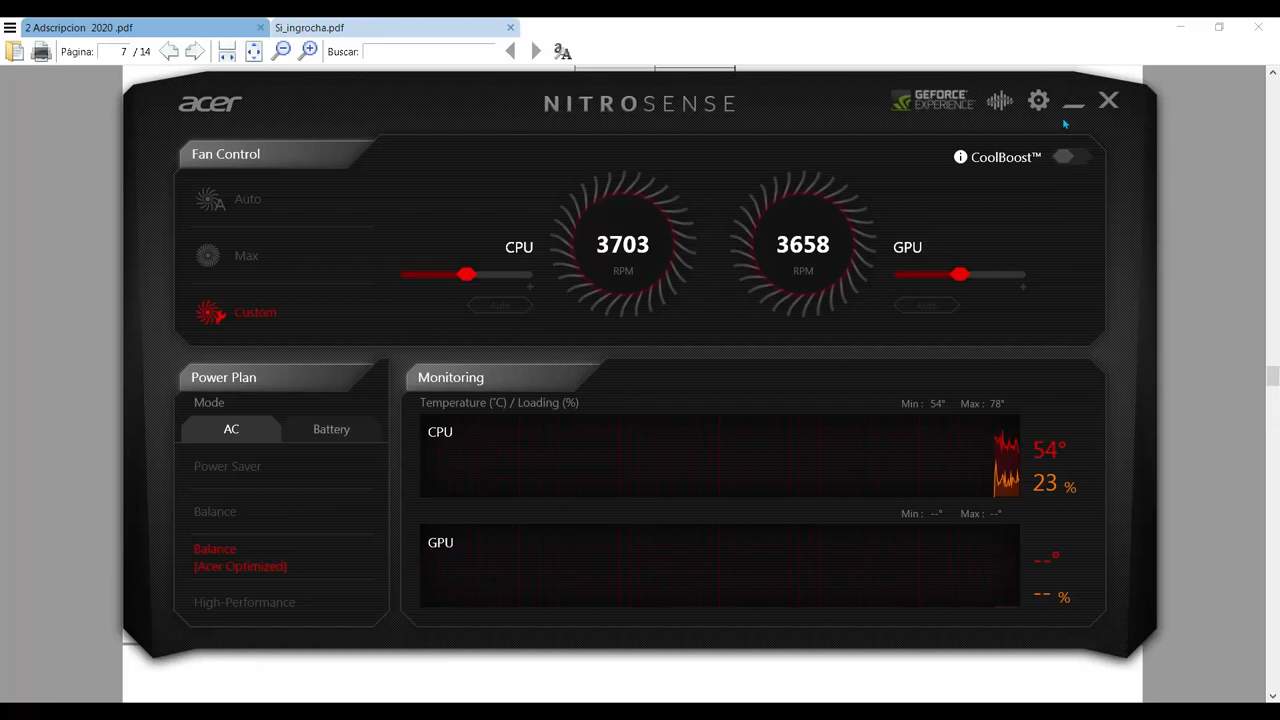 2 Adscripcion 2020 .pdf
Si_ingrocha.pdf
Página: 7 / 14
Buscar:
acer
NITROSENSE
GEFORCE
EXPERIENCE
Fan Control
CoolBoost™
Auto
Max
Custom
CPU
3703
RPM
Auto
3658
RPM
GPU
Auto
Power Plan
Mode
AC
Battery
Power Saver
Balance
Balance
[Acer Optimized]
High-Performance
Monitoring
Temperature (°C) / Loading (%)
Min : 54° Max : 78°
CPU
54°
23 %
Min : --° Max : --°
GPU
--°
-- %